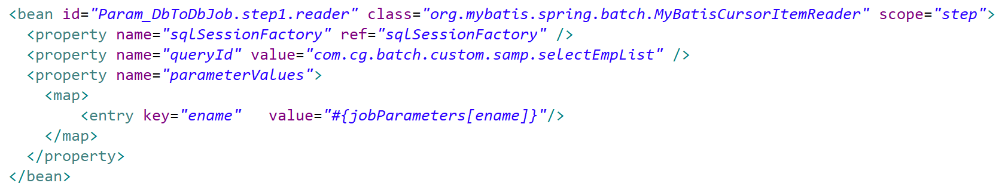 <bean id="Param_DbToDbJob.step1.reader" class="org.mybatis.spring.batch.MyBatisCursorItemReader" scope="step">
  <property name="sqlSessionFactory" ref="sqlSessionFactory" />
  <property name="queryId" value="com.cg.batch.custom.samp.selectEmpList" />
  <property name="parameterValues">
    <map>
        <entry key="ename"   value="#{jobParameters[ename]}"/>
    </map>
  </property>
</bean>